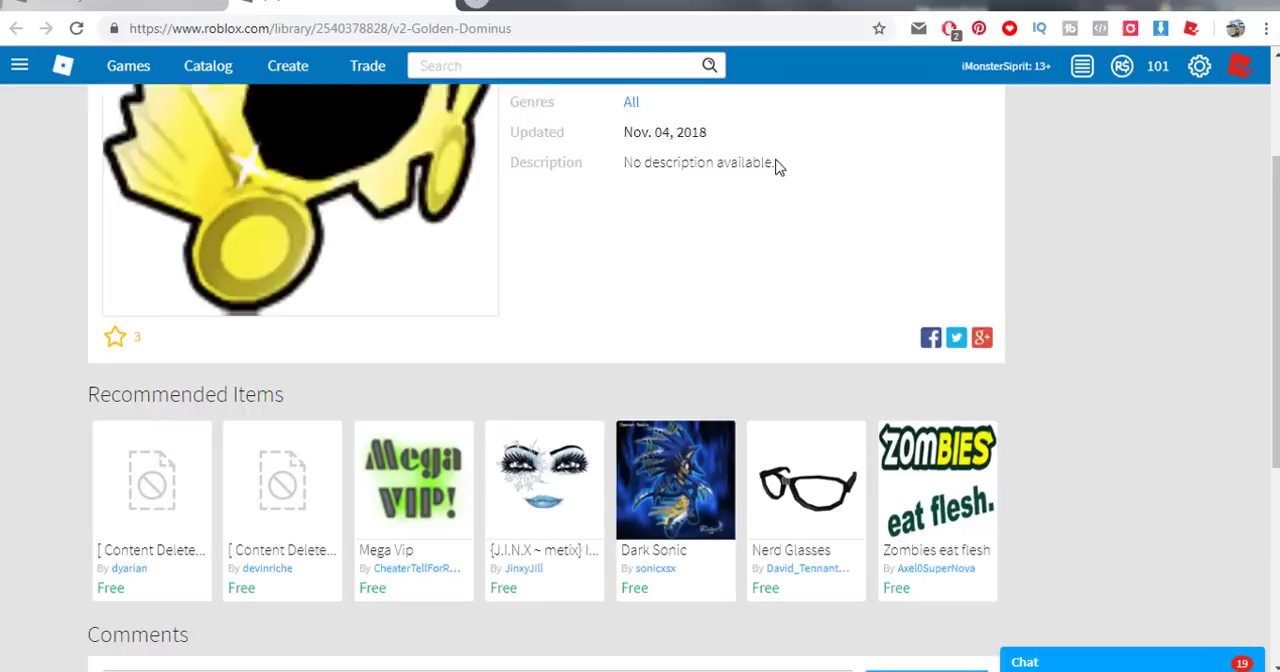 https://www.roblox.com/library/2540378828/v2-Golden-Dominus
2
Games Catalog Create Trade Search iMonsterSiprit: 13+ R$ 101
Genres All
Updated Nov. 04, 2018
Description No description available.
3
Recommended Items
Mega VIP!
Zombies eat flesh.
[ Content Delete... [ Content Delete... Mega Vip {J.I.N.X ~ metix} I... Dark Sonic Nerd Glasses Zombies eat flesh
By dyarian By devinriche By CheaterTellForR... By JinxyJill By sonicxsx By David_Tennant... By Axel0SuperNova
Free Free Free Free Free Free Free
Comments
Chat 19